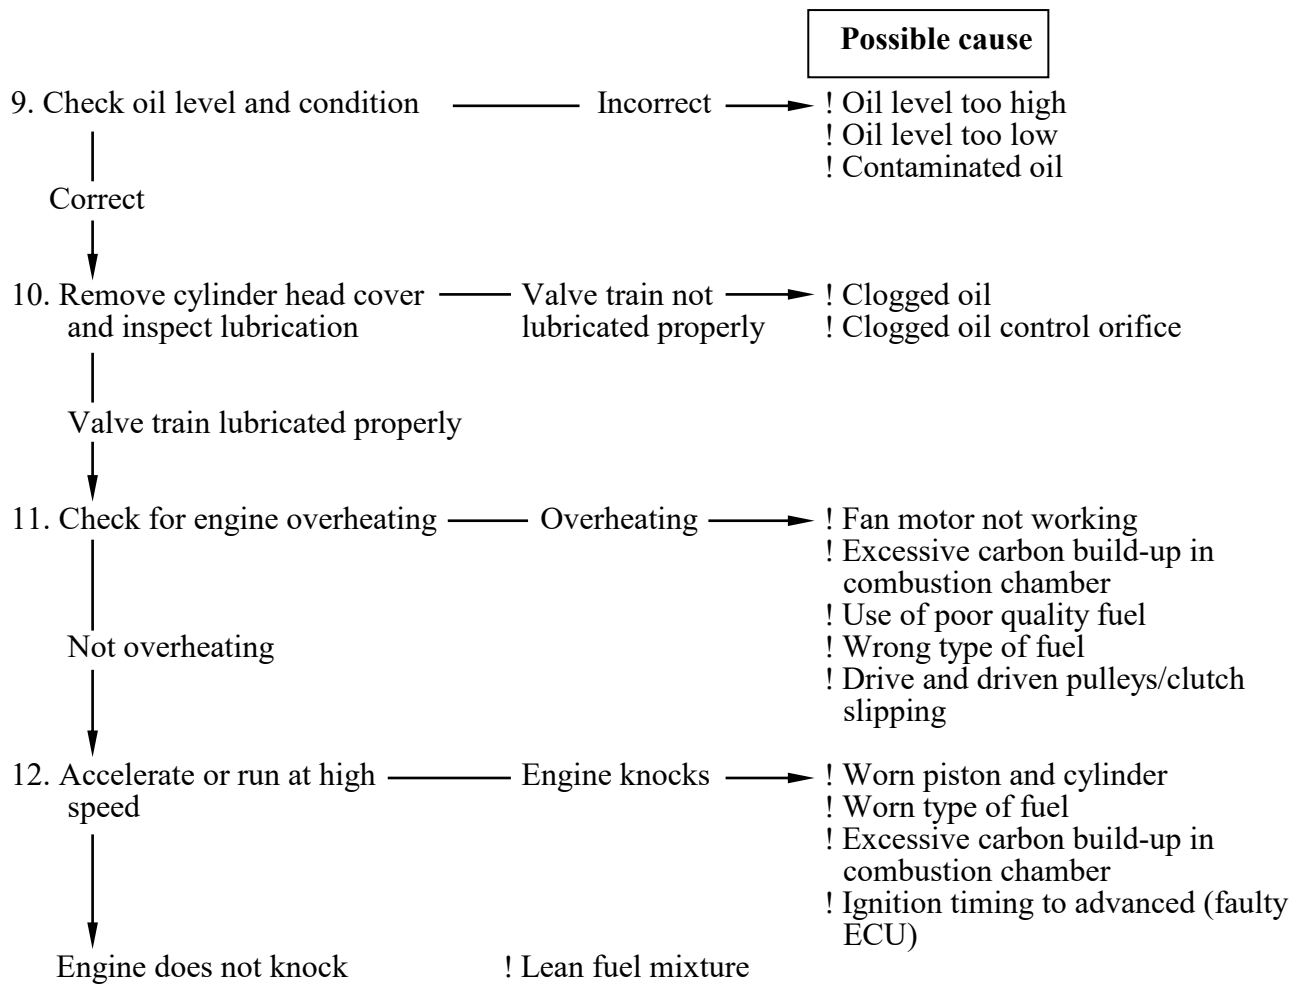 Possible cause
9. Check oil level and condition Incorrect ! Oil level too high
! Oil level too low
! Contaminated oil
Correct
10. Remove cylinder head cover Valve train not ! Clogged oil
and inspect lubrication lubricated properly ! Clogged oil control orifice
Valve train lubricated properly
11. Check for engine overheating Overheating ! Fan motor not working
! Excessive carbon build-up in
combustion chamber
! Use of poor quality fuel
Not overheating ! Wrong type of fuel
! Drive and driven pulleys/clutch
slipping
12. Accelerate or run at high Engine knocks ! Worn piston and cylinder
speed ! Worn type of fuel
! Excessive carbon build-up in
combustion chamber
! Ignition timing to advanced (faulty
ECU)
Engine does not knock ! Lean fuel mixture